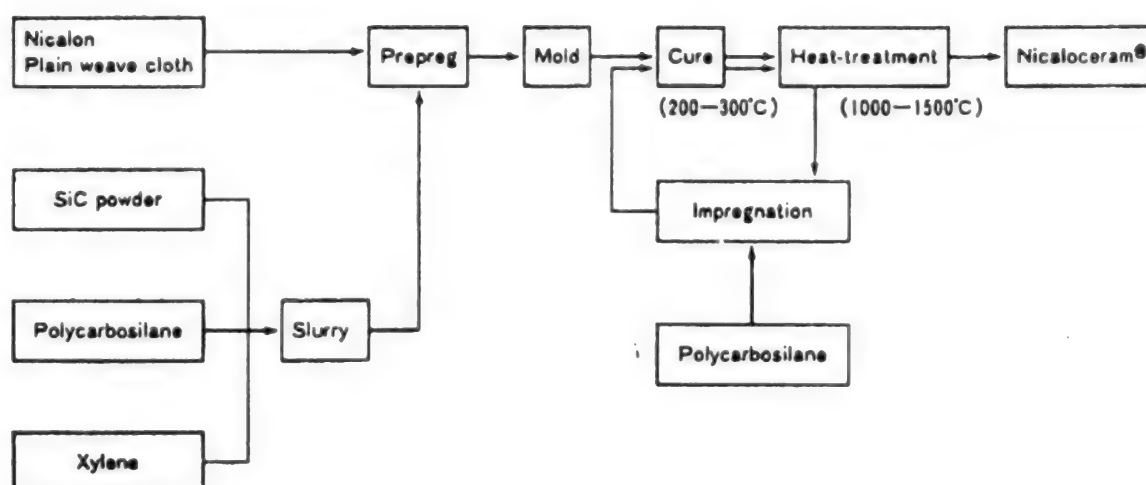 Nicalon
Plain weave cloth
Prepreg
Mold
Cure
Heat-treatment
Nicaloceram®
(200—300°C)
(1000—1500°C)
SiC powder
Impregnation
Polycarbosilane
Slurry
Polycarbosilane
Xylene